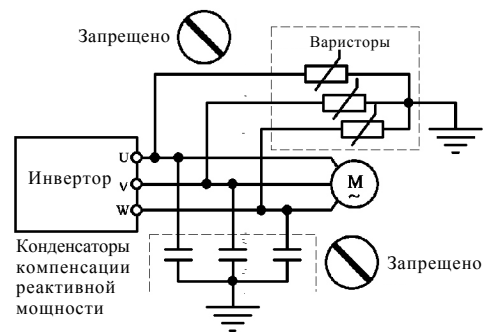 Запрещено
Варисторы
Инвертор
U
V
W
M
~
Конденсаторы
компенсации
реактивной
мощности
Запрещено